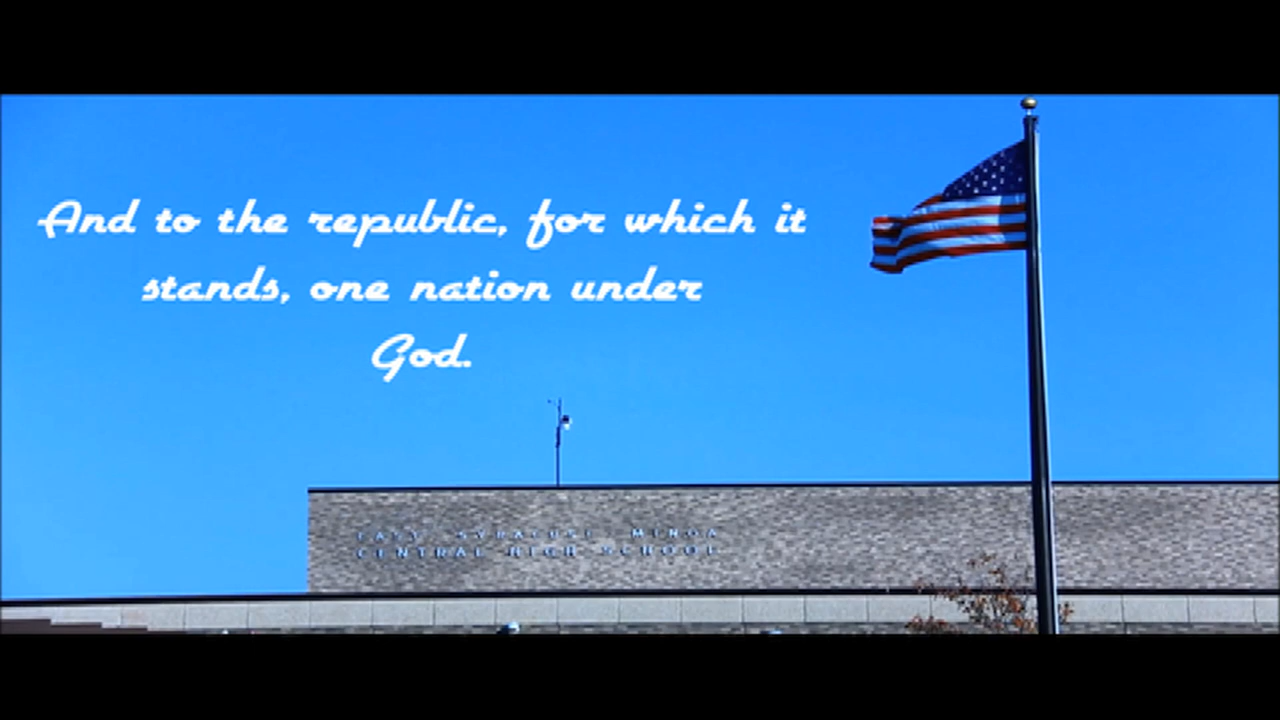 And to the republic, for which it
stands, one nation under
God.
EAST SYRACUSE MINOA
CENTRAL HIGH SCHOOL